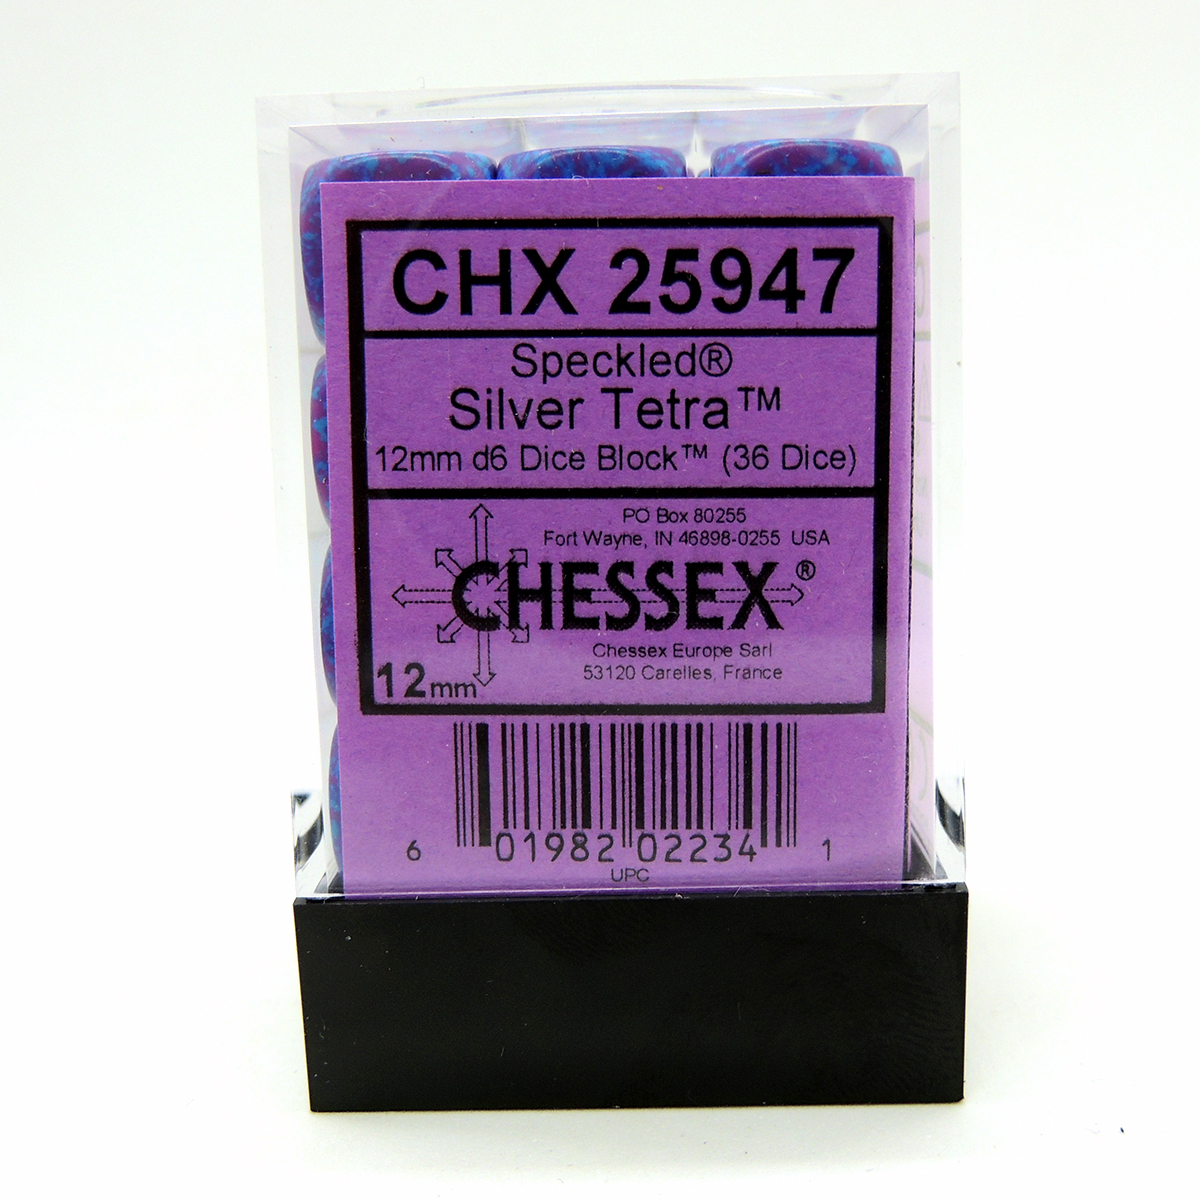 CHX 25947
Speckled®
Silver Tetra™
12mm d6 Dice Block™ (36 Dice)
PO Box 80255
Fort Wayne, IN 46898-0255 USA
CHESSEX®
Chessex Europe Sarl
53120 Carelles, France
12mm
6 01982 02234 1
UPC